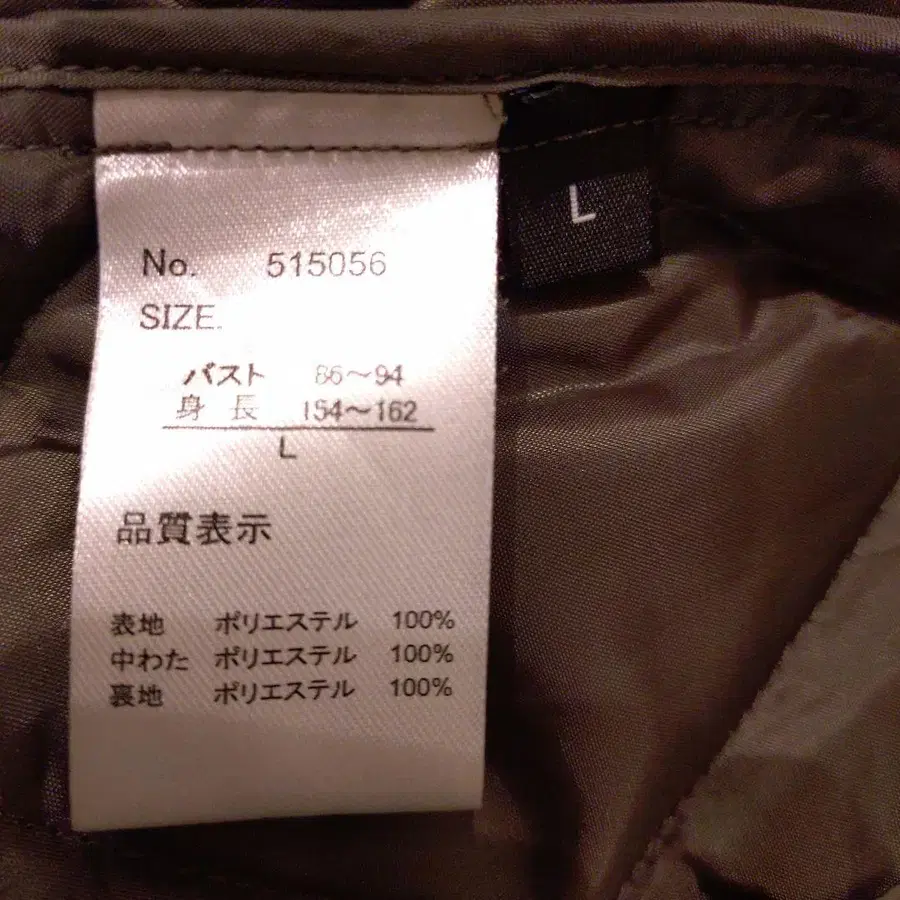 No. 515056
L
SIZE.
バスト 86～94
身長 154～162
L
品質表示
表地 ポリエステル 100%
中わた ポリエステル 100%
裏地 ポリエステル 100%